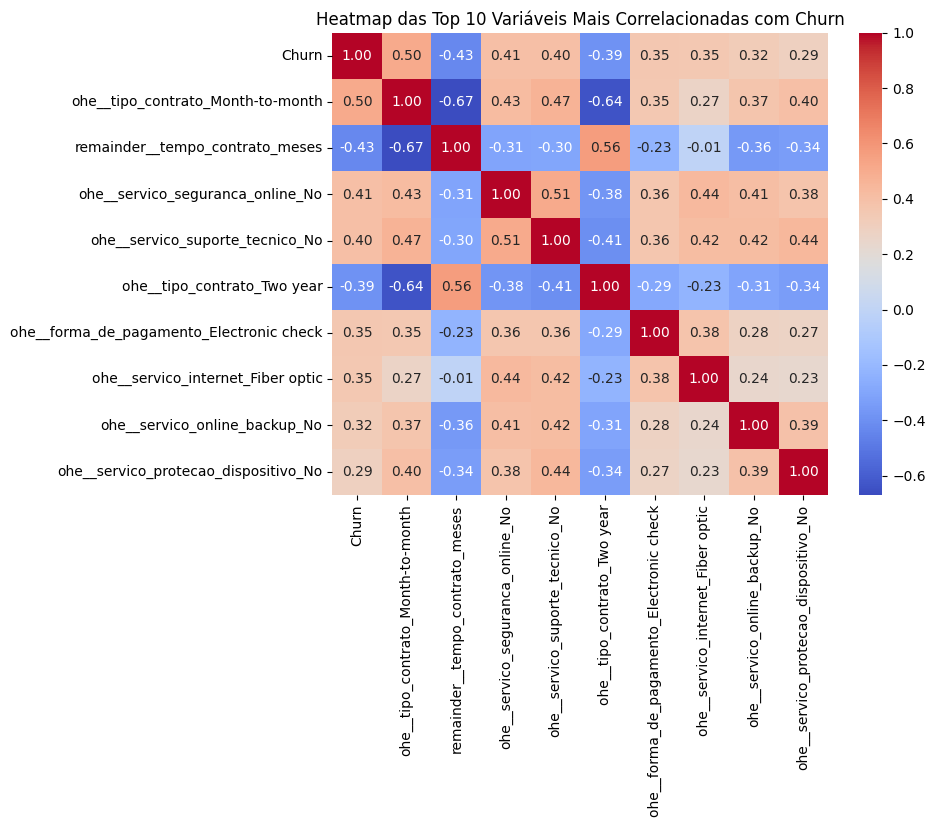 Heatmap das Top 10 Variáveis Mais Correlacionadas com Churn
Churn 1.00 0.50 -0.43 0.41 0.40 -0.39 0.35 0.35 0.32 0.29
ohe__tipo_contrato_Month-to-month 0.50 1.00 -0.67 0.43 0.47 -0.64 0.35 0.27 0.37 0.40
remainder__tempo_contrato_meses -0.43 -0.67 1.00 -0.31 -0.30 0.56 -0.23 -0.01 -0.36 -0.34
ohe__servico_seguranca_online_No 0.41 0.43 -0.31 1.00 0.51 -0.38 0.36 0.44 0.41 0.38
ohe__servico_suporte_tecnico_No 0.40 0.47 -0.30 0.51 1.00 -0.41 0.36 0.42 0.42 0.44
ohe__tipo_contrato_Two year -0.39 -0.64 0.56 -0.38 -0.41 1.00 -0.29 -0.23 -0.31 -0.34
ohe__forma_de_pagamento_Electronic check 0.35 0.35 -0.23 0.36 0.36 -0.29 1.00 0.38 0.28 0.27
ohe__servico_internet_Fiber optic 0.35 0.27 -0.01 0.44 0.42 -0.23 0.38 1.00 0.24 0.23
ohe__servico_online_backup_No 0.32 0.37 -0.36 0.41 0.42 -0.31 0.28 0.24 1.00 0.39
ohe__servico_protecao_dispositivo_No 0.29 0.40 -0.34 0.38 0.44 -0.34 0.27 0.23 0.39 1.00
Churn
ohe__tipo_contrato_Month-to-month
remainder__tempo_contrato_meses
ohe__servico_seguranca_online_No
ohe__servico_suporte_tecnico_No
ohe__tipo_contrato_Two year
ohe__forma_de_pagamento_Electronic check
ohe__servico_internet_Fiber optic
ohe__servico_online_backup_No
ohe__servico_protecao_dispositivo_No
1.0
0.8
0.6
0.4
0.2
0.0
−0.2
−0.4
−0.6